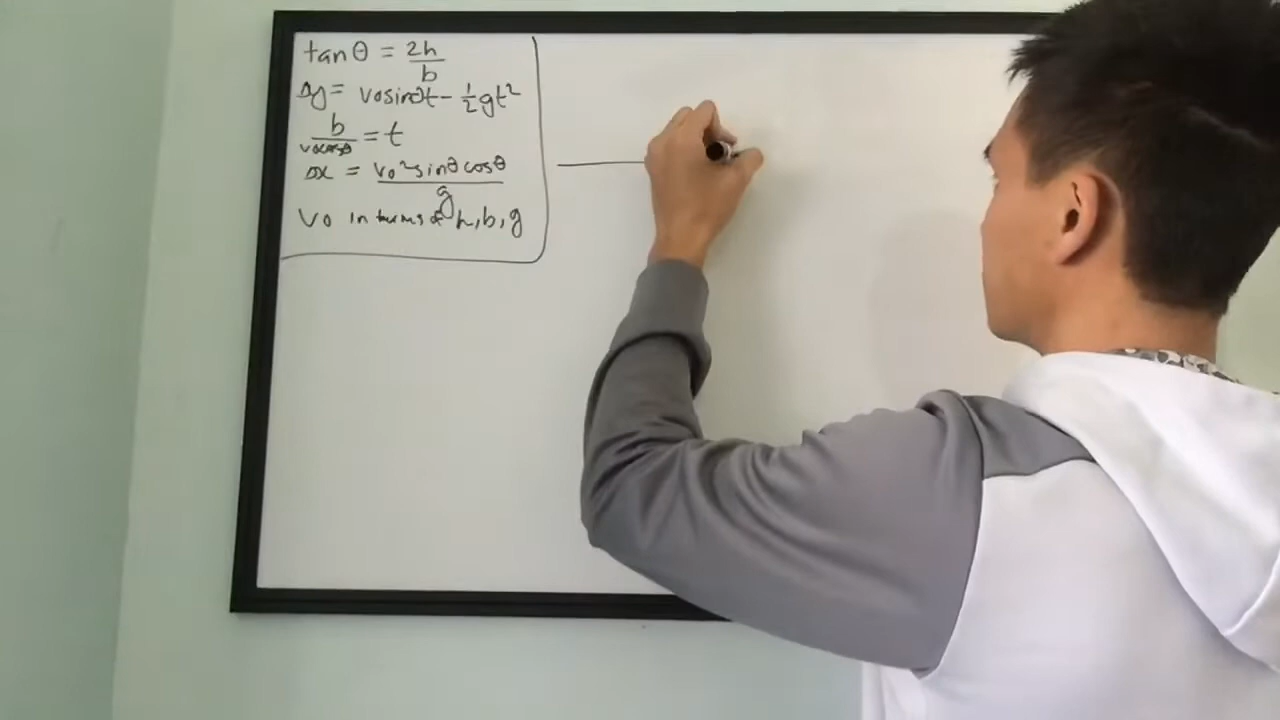 tanθ = 2h/b
Δy = v₀sinθt - 1/2gt²
b/v₀cosθ = t
Δx = v₀²sinθcosθ/g
v₀ in terms of h, b, g